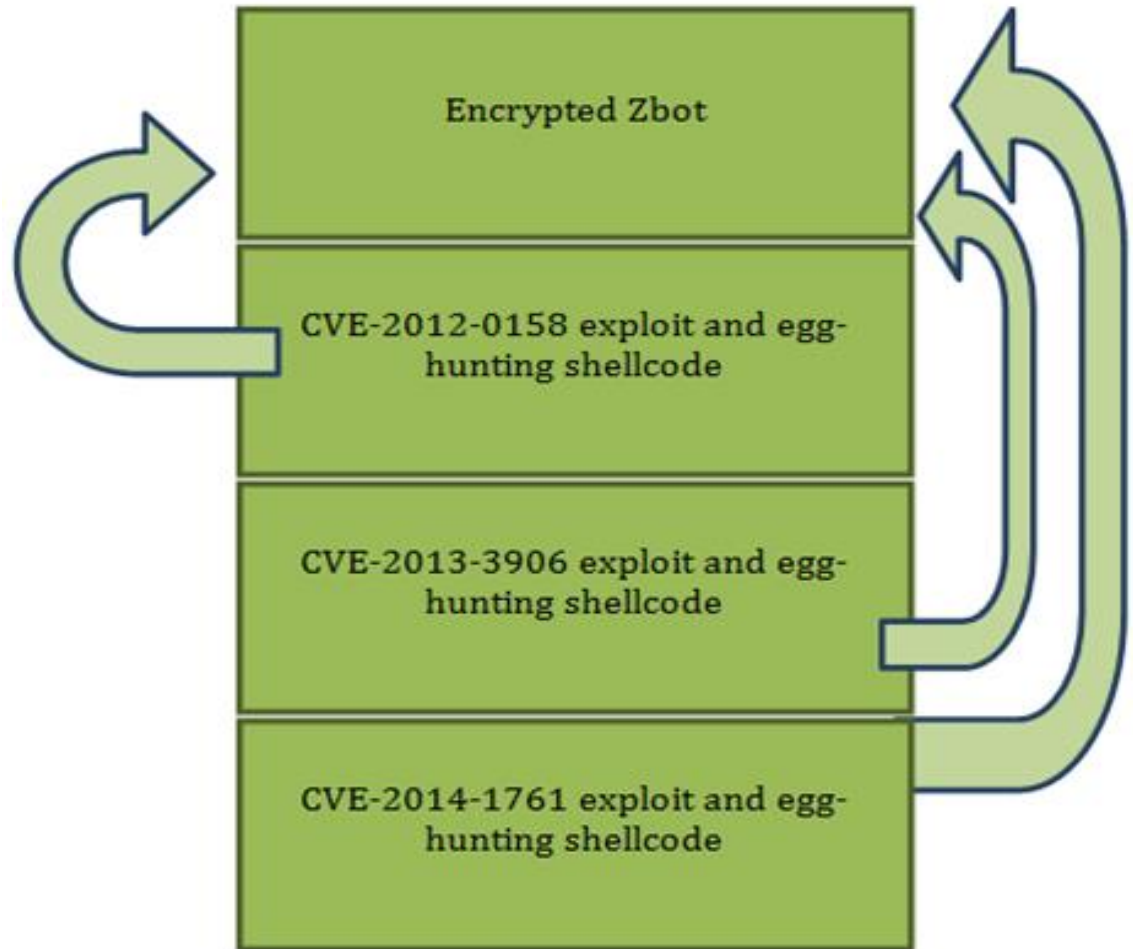 Encrypted Zbot
CVE-2012-0158 exploit and egg-
hunting shellcode
CVE-2013-3906 exploit and egg-
hunting shellcode
CVE-2014-1761 exploit and egg-
hunting shellcode